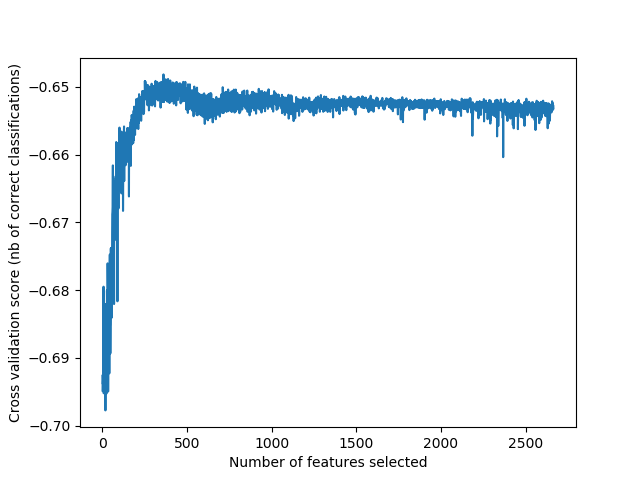 Cross validation score (nb of correct classifications)
−0.65
−0.66
−0.67
−0.68
−0.69
−0.70
0 500 1000 1500 2000 2500
Number of features selected